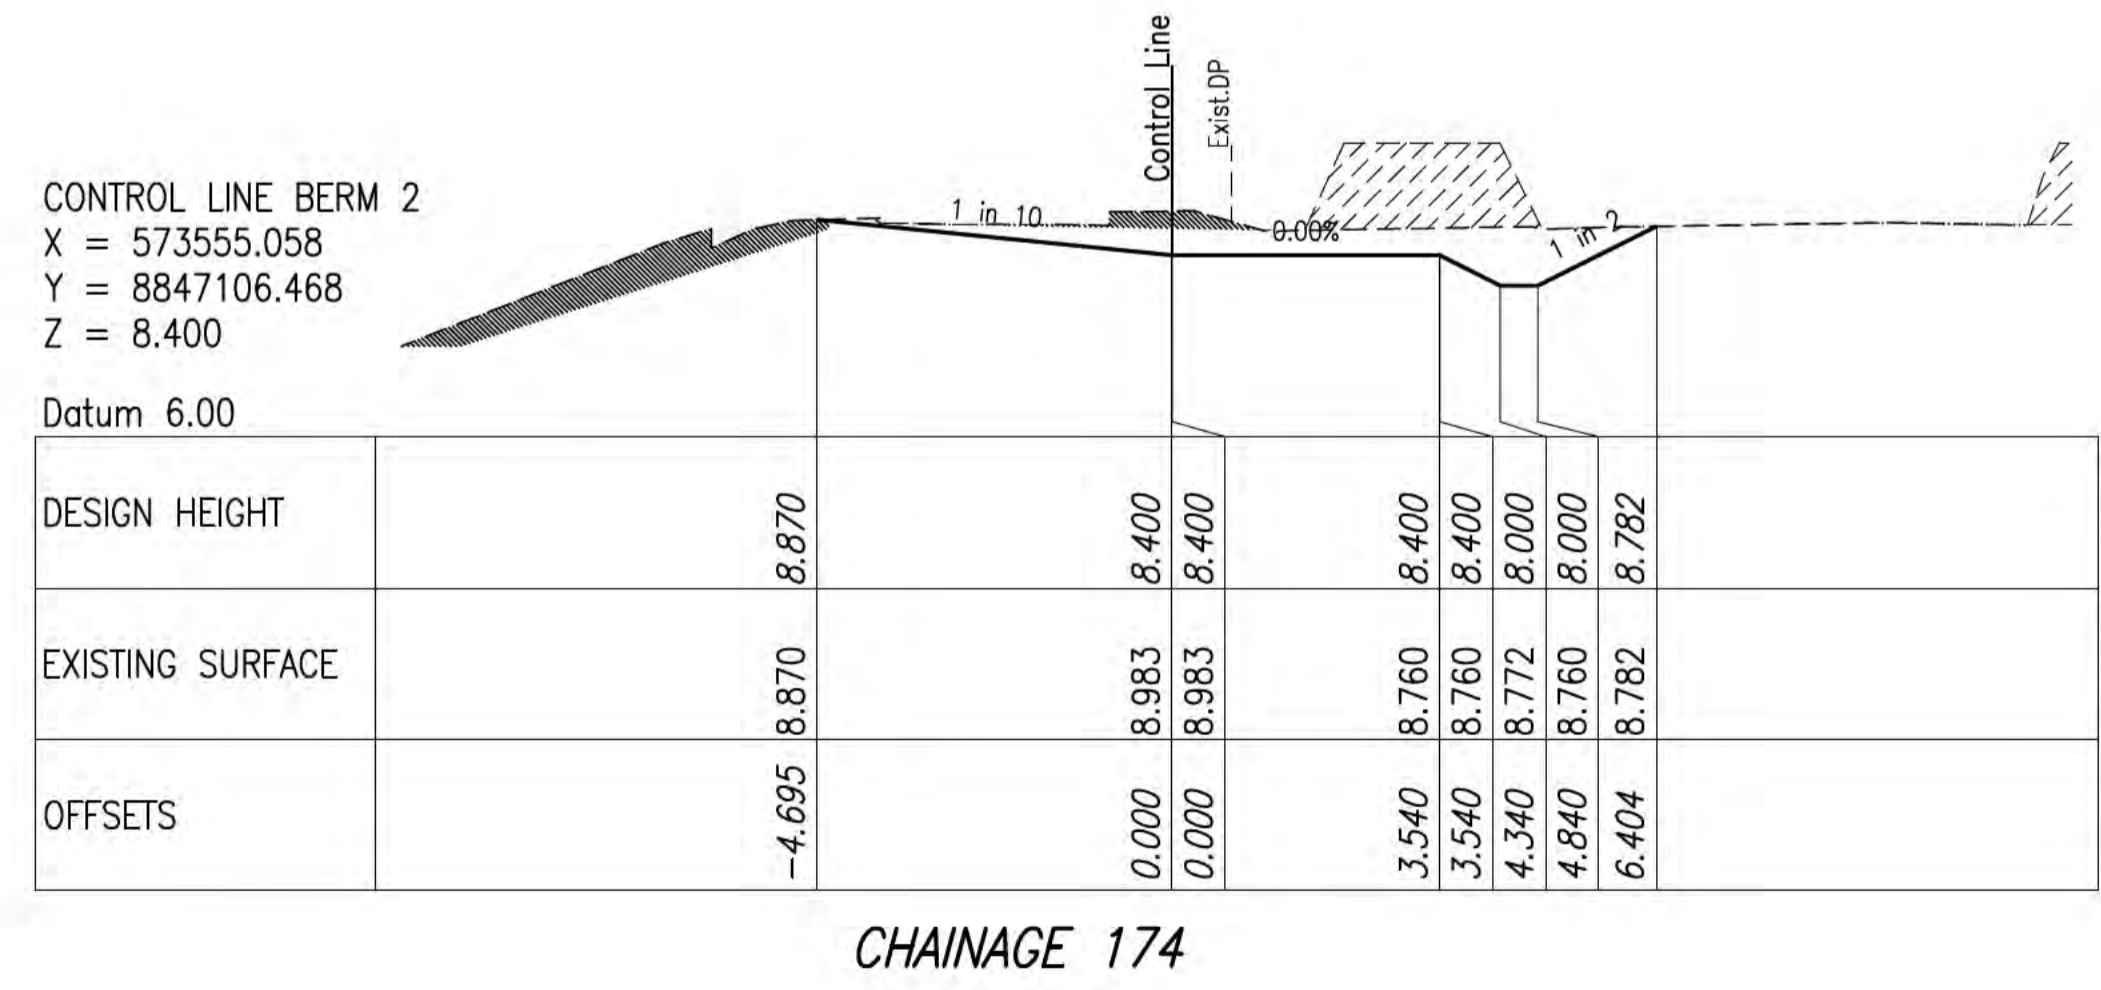 Control Line
Exist.DP
CONTROL LINE BERM 2
X = 573555.058
Y = 8847106.468
Z = 8.400
1 in 10
0.00%
1 in 2
Datum 6.00
DESIGN HEIGHT 8.870 8.400 8.400 8.400 8.400 8.000 8.000 8.782
EXISTING SURFACE 8.870 8.983 8.983 8.760 8.760 8.772 8.760 8.782
OFFSETS -4.695 0.000 0.000 3.540 3.540 4.340 4.840 6.404
CHAINAGE 174